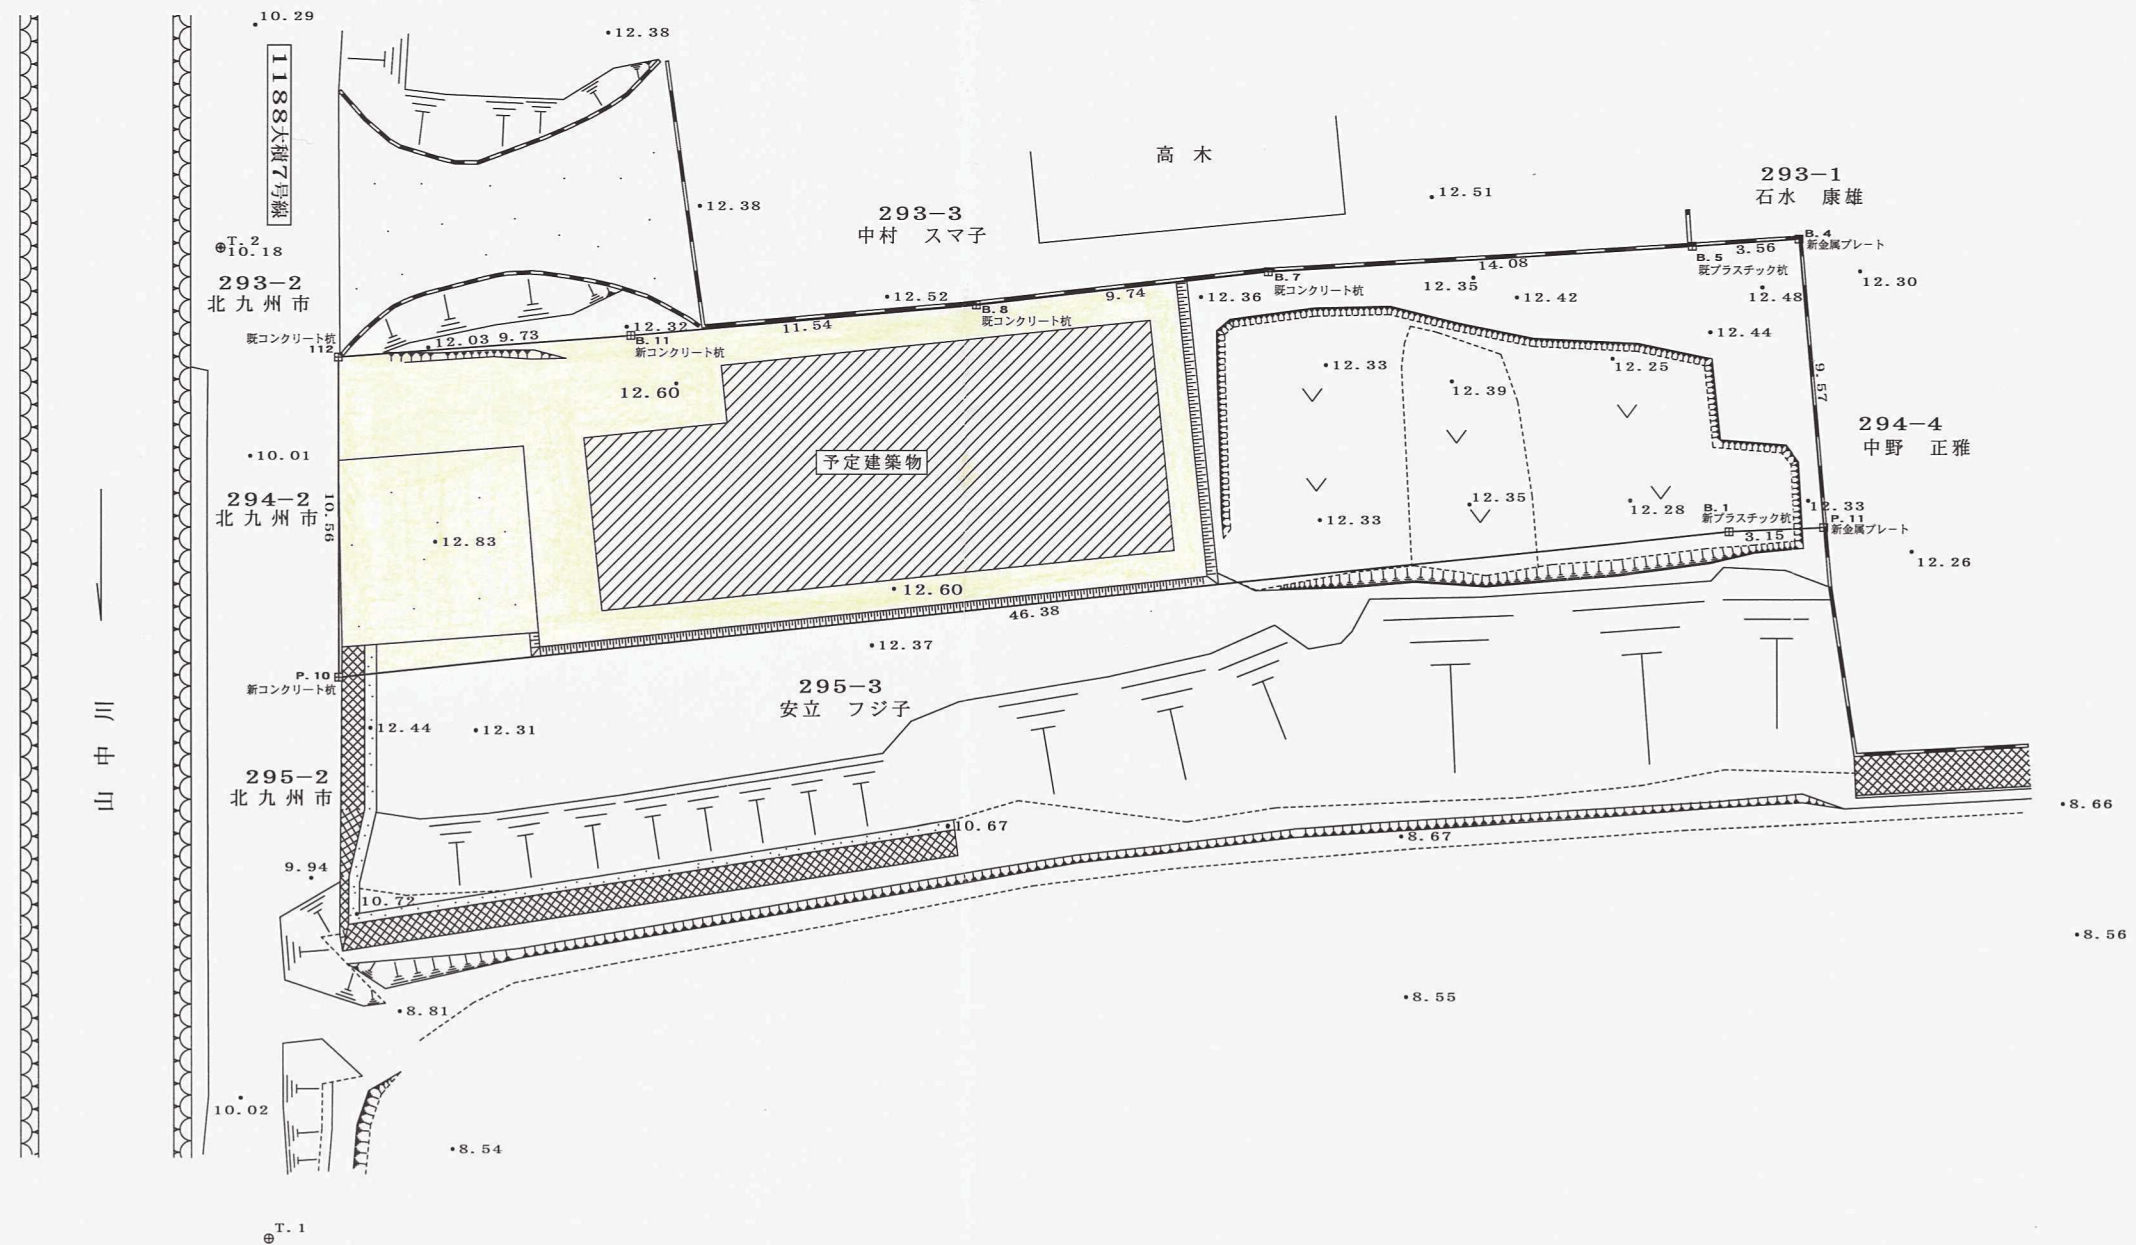 10.29
12.38
1188大積7号線
高 木
12.51
293-1
石水 康雄
12.38
293-3
中村 スマ子
T.2
10.18
293-2
北九州市
B.4
新金属プレート
3.56
B.5
既プラスチック杭
14.08
B.7
既コンクリート杭
12.35
12.42
12.48
12.30
12.52
9.74
12.36
B.8
既コンクリート杭
11.54
12.32
B.11
新コンクリート杭
12.03
9.73
既コンクリート杭
112
12.44
12.33
12.39
12.25
9.57
12.60
294-4
中野 正雅
10.01
予定建築物
294-2
北九州市
10.56
12.83
12.33
12.35
12.28
B.1
新プラスチック杭
3.15
12.33
P.11
新金属プレート
12.26
12.60
46.38
12.37
P.10
新コンクリート杭
295-3
安立 フジ子
12.44
12.31
山中川
295-2
北九州市
10.67
8.67
8.66
9.94
10.72
8.56
8.81
8.55
10.02
8.54
T.1